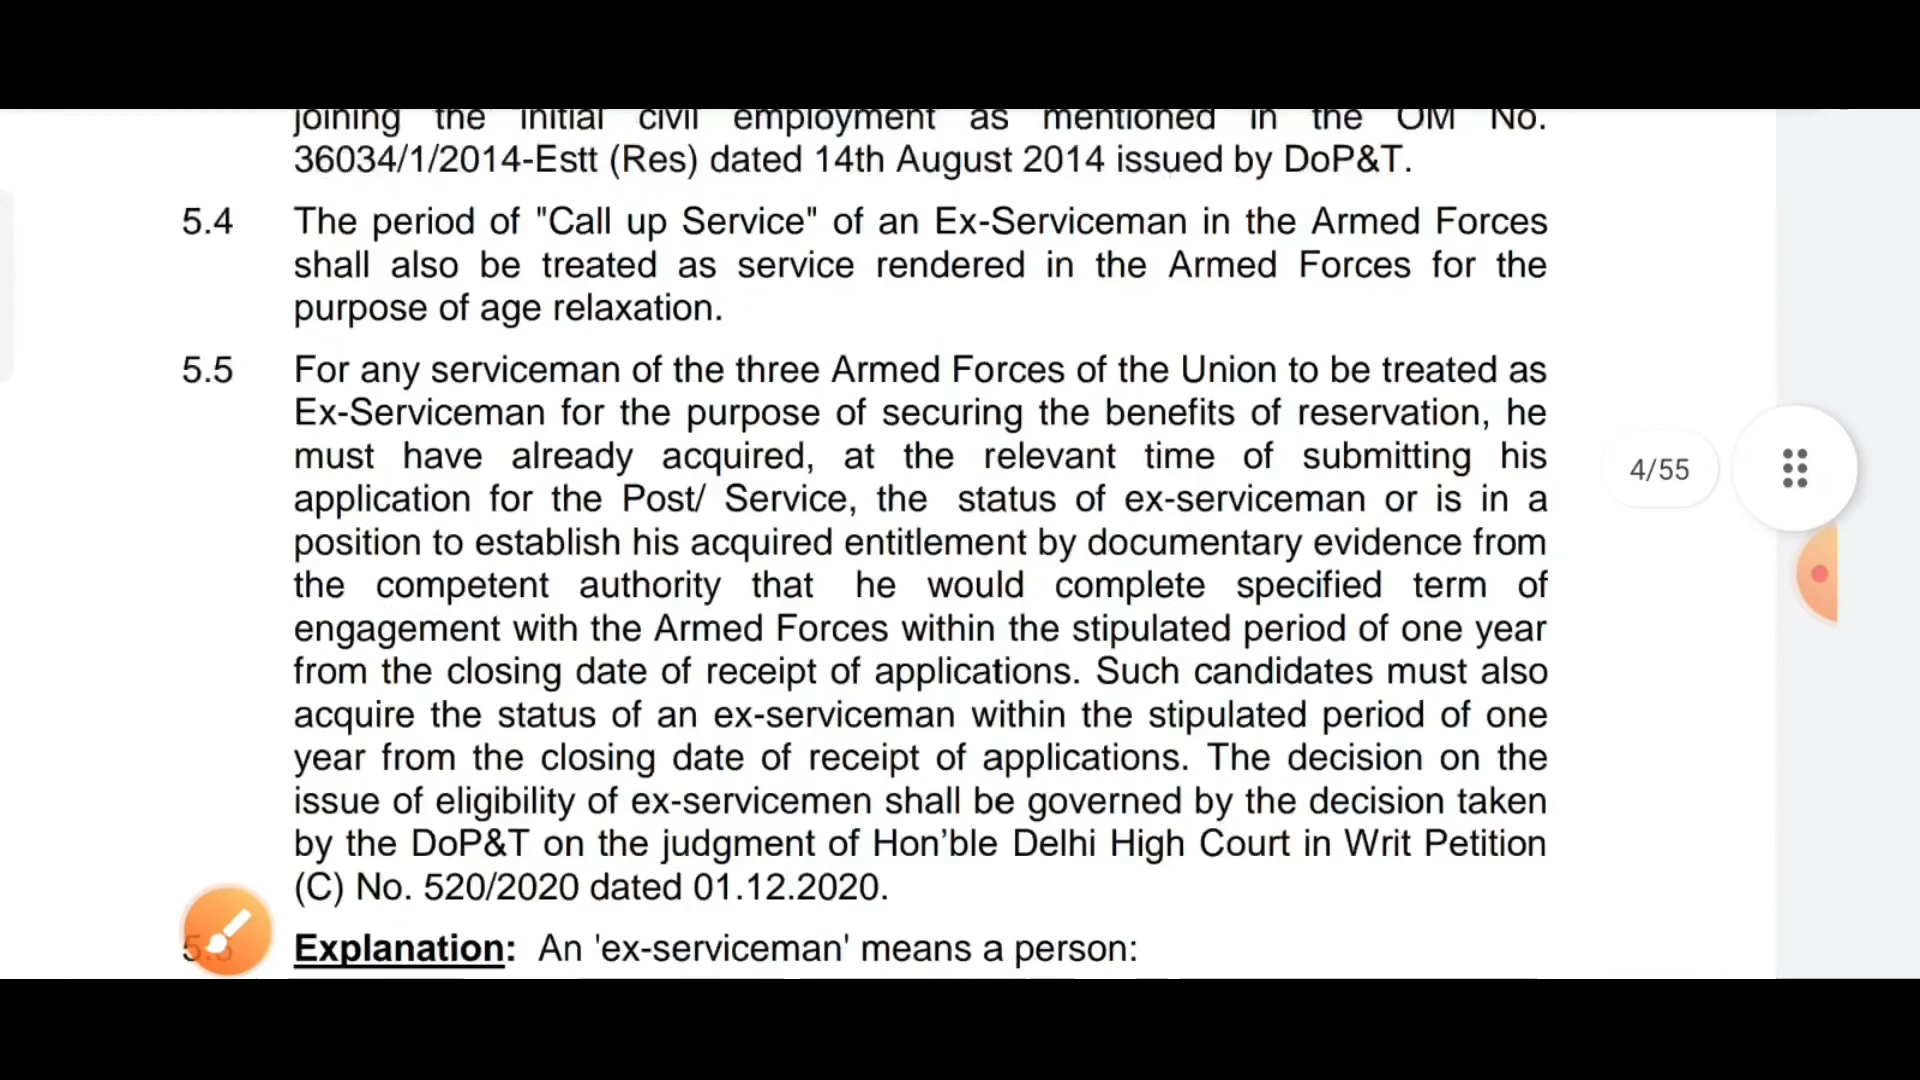 joining the initial civil employment as mentioned in the OM No.
36034/1/2014-Estt (Res) dated 14th August 2014 issued by DoP&T.
5.4 The period of "Call up Service" of an Ex-Serviceman in the Armed Forces
shall also be treated as service rendered in the Armed Forces for the
purpose of age relaxation.
5.5 For any serviceman of the three Armed Forces of the Union to be treated as
Ex-Serviceman for the purpose of securing the benefits of reservation, he
must have already acquired, at the relevant time of submitting his
application for the Post/ Service, the status of ex-serviceman or is in a
position to establish his acquired entitlement by documentary evidence from
the competent authority that he would complete specified term of
engagement with the Armed Forces within the stipulated period of one year
from the closing date of receipt of applications. Such candidates must also
acquire the status of an ex-serviceman within the stipulated period of one
year from the closing date of receipt of applications. The decision on the
issue of eligibility of ex-servicemen shall be governed by the decision taken
by the DoP&T on the judgment of Hon’ble Delhi High Court in Writ Petition
(C) No. 520/2020 dated 01.12.2020.
Explanation: An 'ex-serviceman' means a person:
4/55